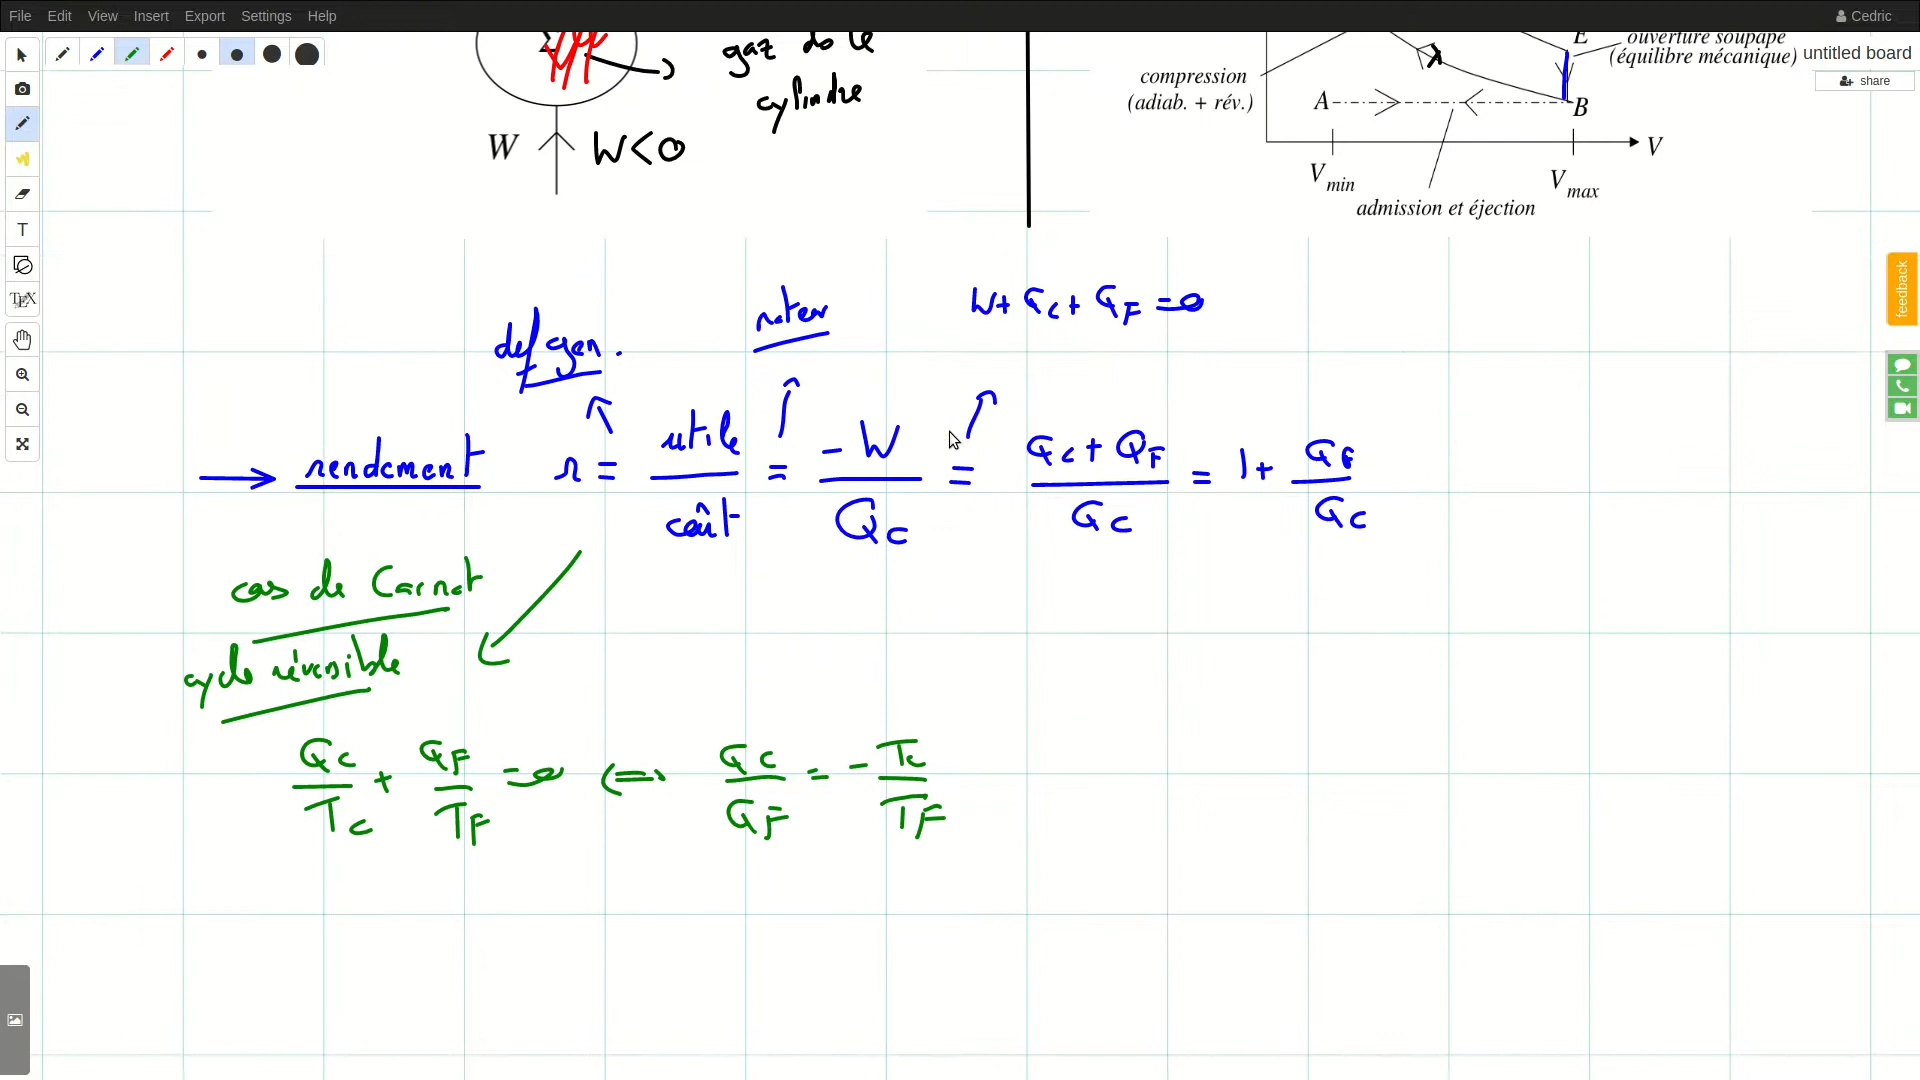 File Edit View Insert Export Settings Help
Cedric
untitled board
share
feedback
T
TEX
gaz ds le
cylindre
W
W<0
compression
(adiab. + rév.)
E
ouverture soupape
(équilibre mécanique)
A
B
V
V min
V max
admission et éjection
def gen.
moteur
W + Qc + QF = 0
→ rendement r = utile / coût = -W / Qc = (Qc + QF) / Qc = 1 + QF / Qc
cas de Carnot
cycle réversible
Qc / Tc + QF / TF = 0 ⟺ Qc / QF = - Tc / TF